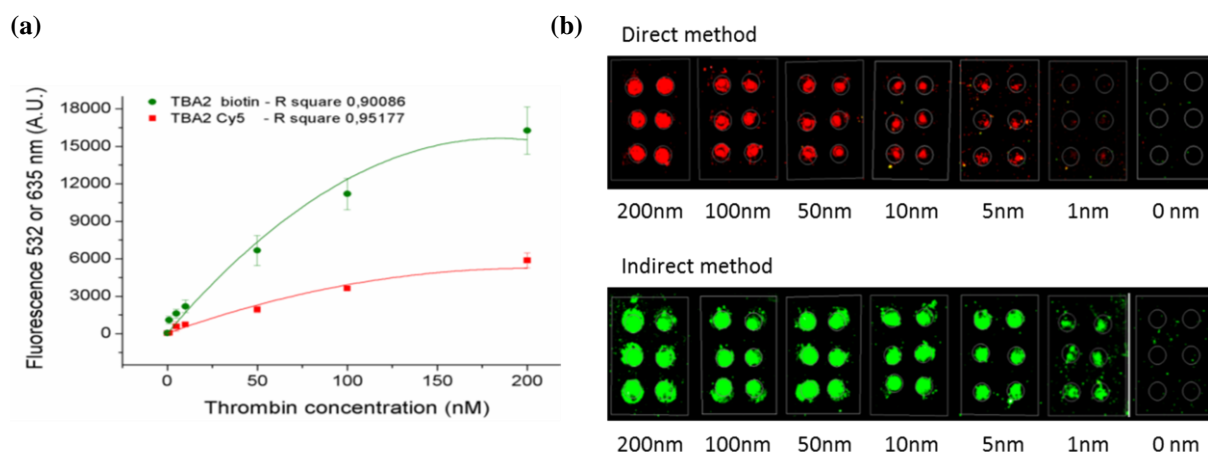 (a)
Fluorescence 532 or 635 nm (A.U.)
18000
15000
12000
9000
6000
3000
0
TBA2 biotin - R square 0,90086
TBA2 Cy5 - R square 0,95177
0 50 100 150 200
Thrombin concentration (nM)
(b)
Direct method
200nm 100nm 50nm 10nm 5nm 1nm 0 nm
Indirect method
200nm 100nm 50nm 10nm 5nm 1nm 0 nm